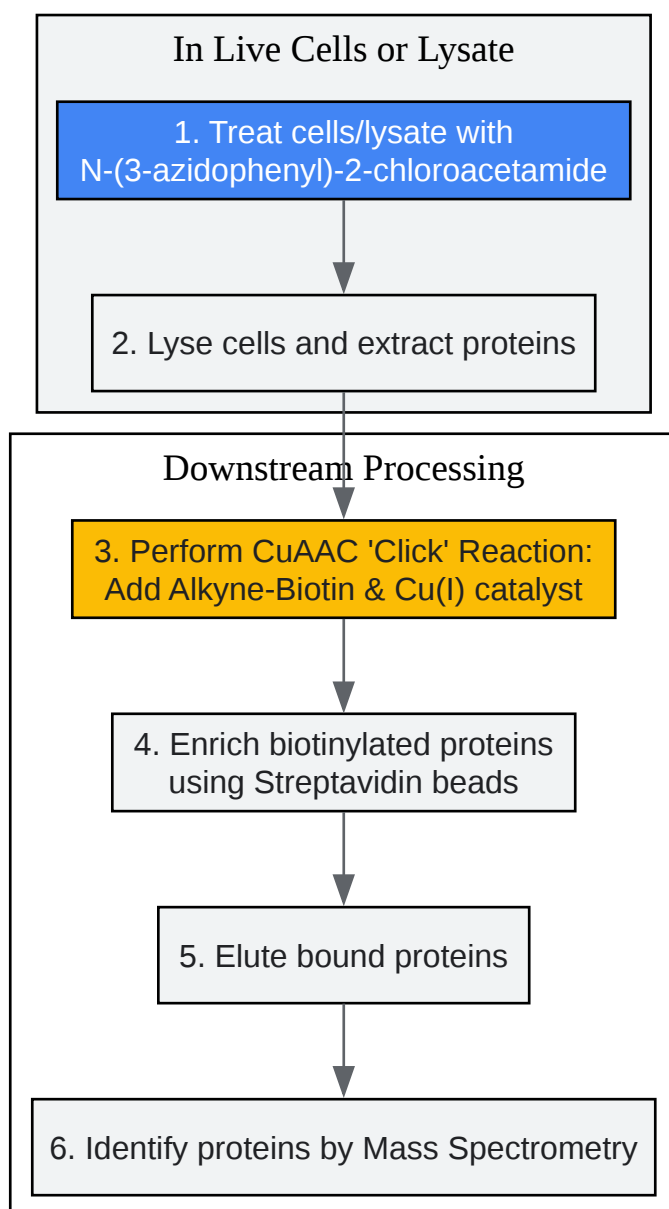 In Live Cells or Lysate
1. Treat cells/lysate with
N-(3-azidophenyl)-2-chloroacetamide
2. Lyse cells and extract proteins
Downstream Processing
3. Perform CuAAC 'Click' Reaction:
Add Alkyne-Biotin & Cu(I) catalyst
4. Enrich biotinylated proteins
using Streptavidin beads
5. Elute bound proteins
6. Identify proteins by Mass Spectrometry